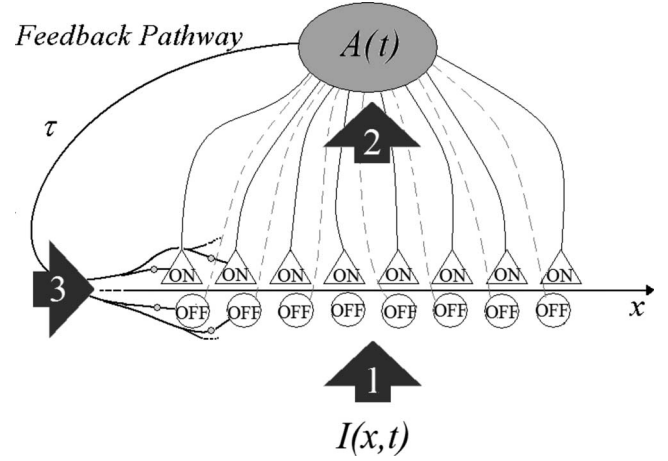 Feedback Pathway
A(t)
τ
2
ON ON ON ON ON ON ON ON
3
OFF OFF OFF OFF OFF OFF OFF OFF
x
1
I(x,t)